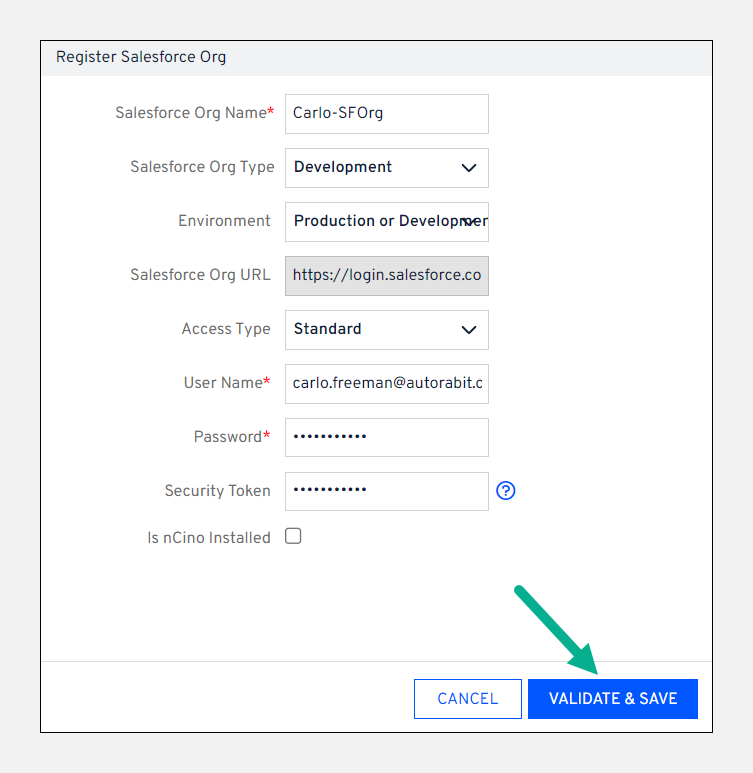 Register Salesforce Org
Salesforce Org Name* Carlo-SFOrg
Salesforce Org Type Development
Environment Production or Developmen
Salesforce Org URL https://login.salesforce.co
Access Type Standard
User Name* carlo.freeman@autorabit.c
Password* •••••••••••
Security Token •••••••••••
Is nCino Installed
CANCEL VALIDATE & SAVE